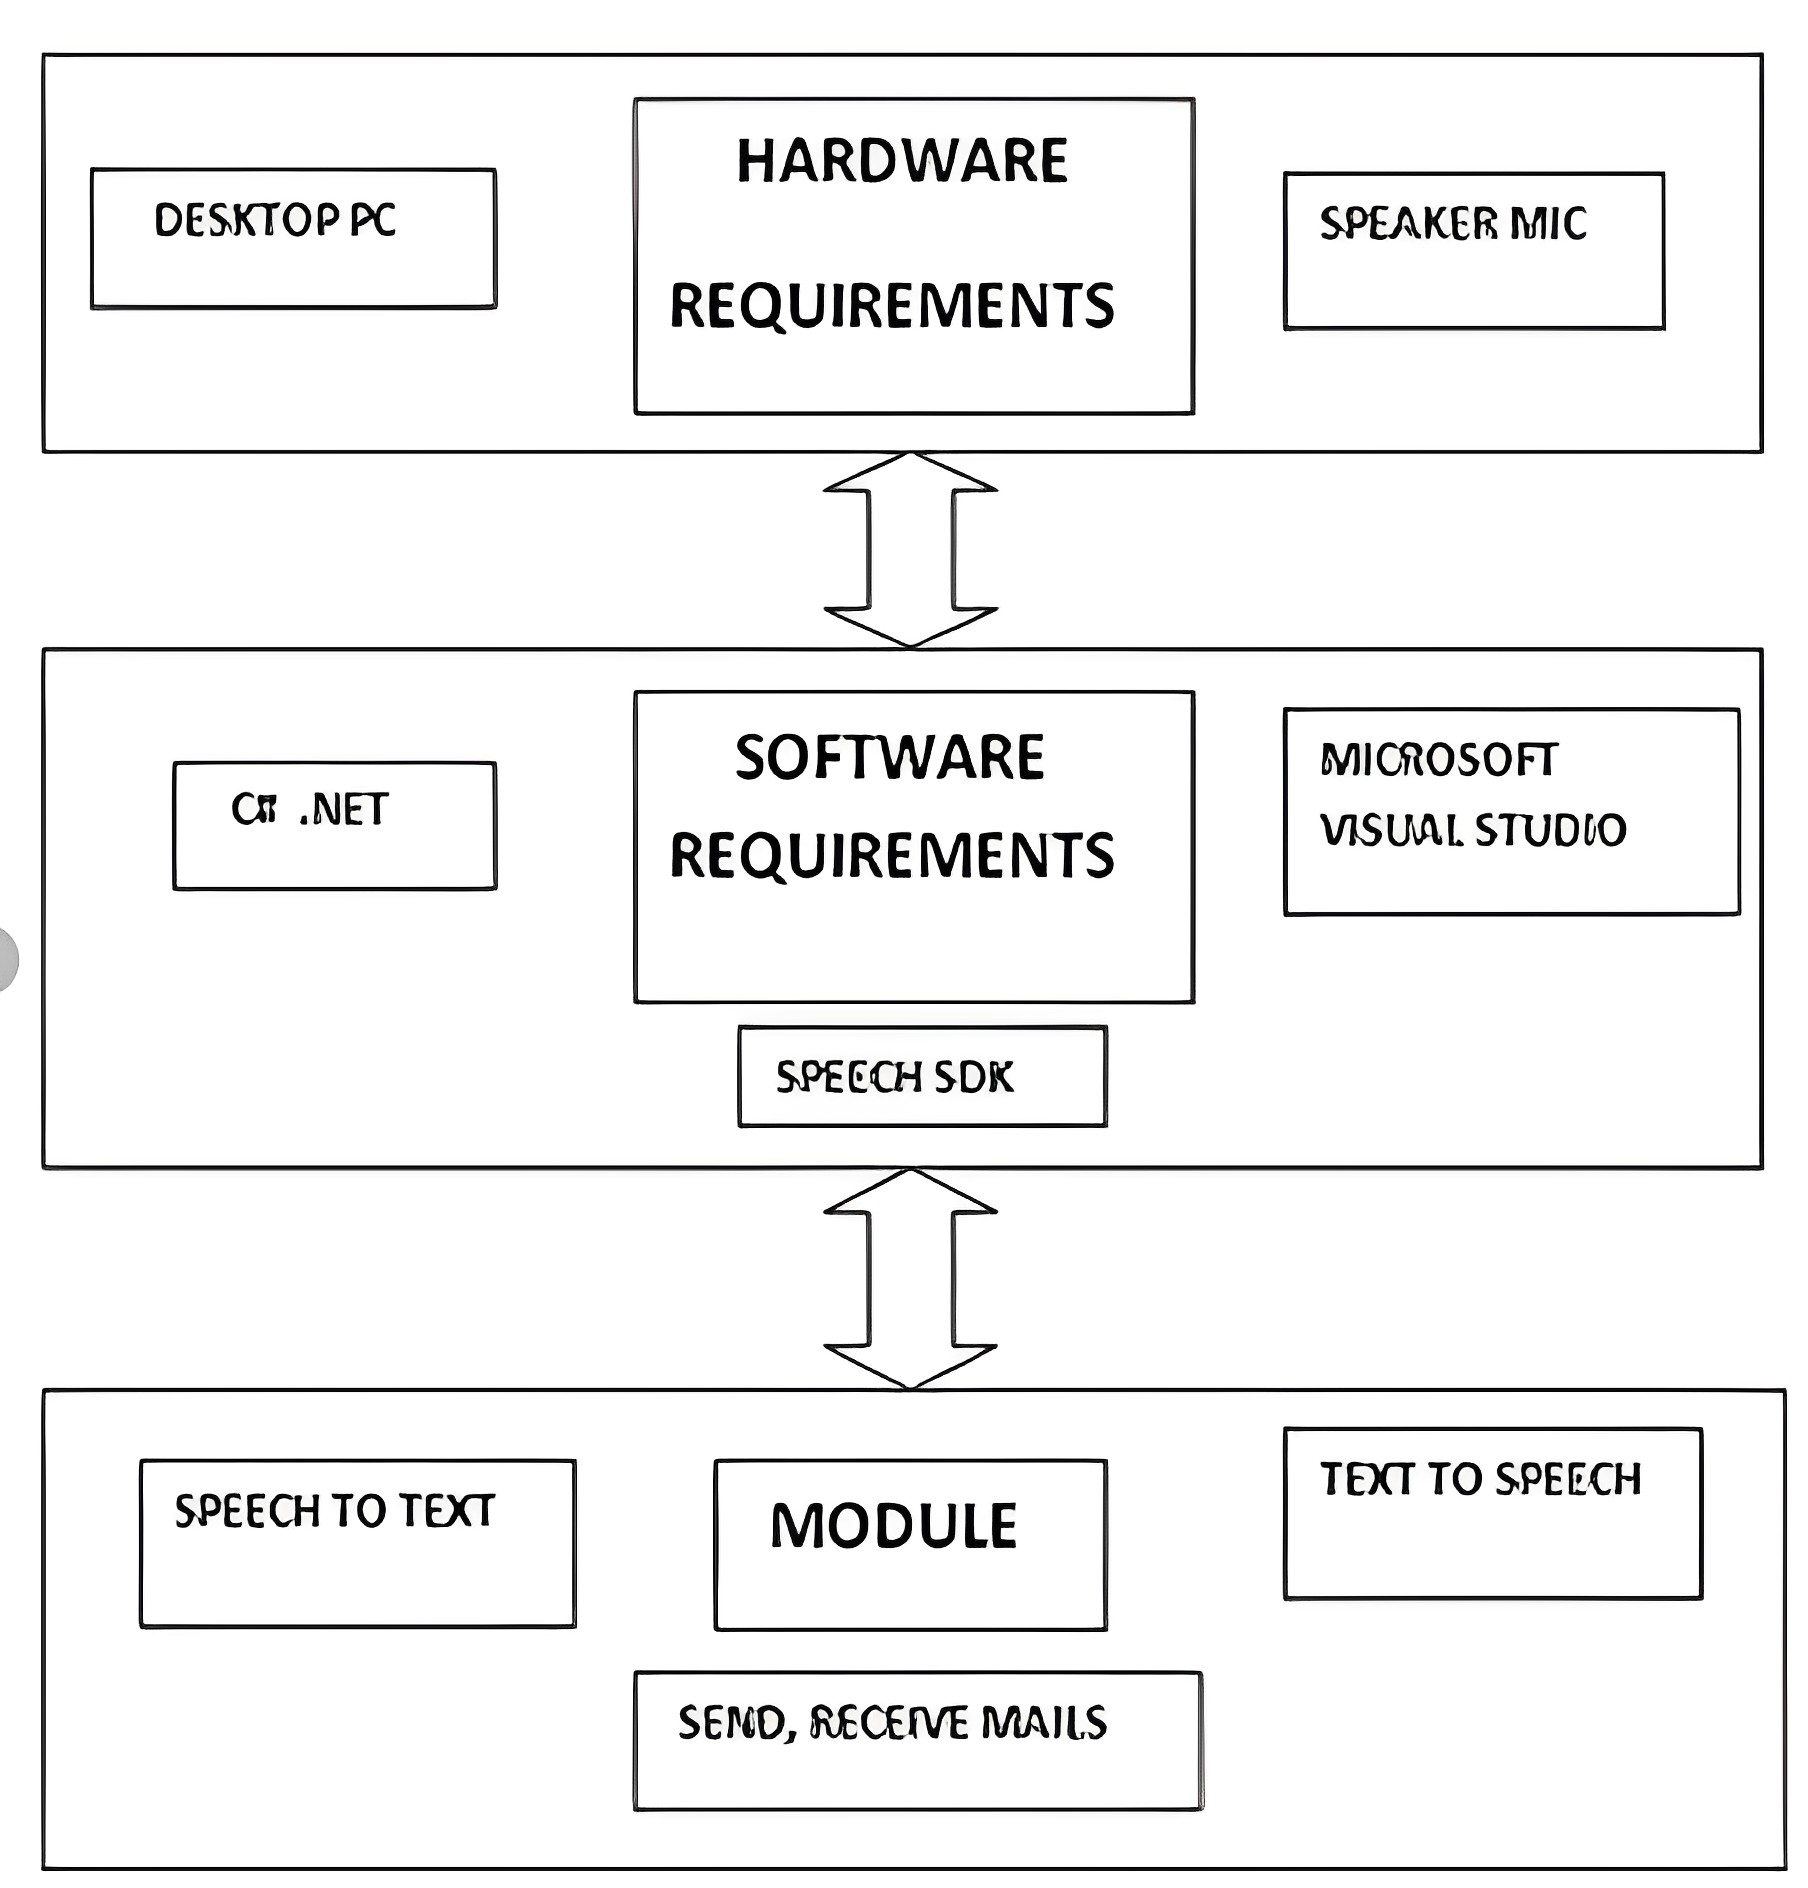 HARDWARE
REQUIREMENTS
DESKTOP PC
SPEAKER MIC
SOFTWARE
REQUIREMENTS
C# .NET
MICROSOFT
VISUAL STUDIO
SPEECH SDK
SPEECH TO TEXT
MODULE
TEXT TO SPEECH
SEND, RECEIVE MAILS